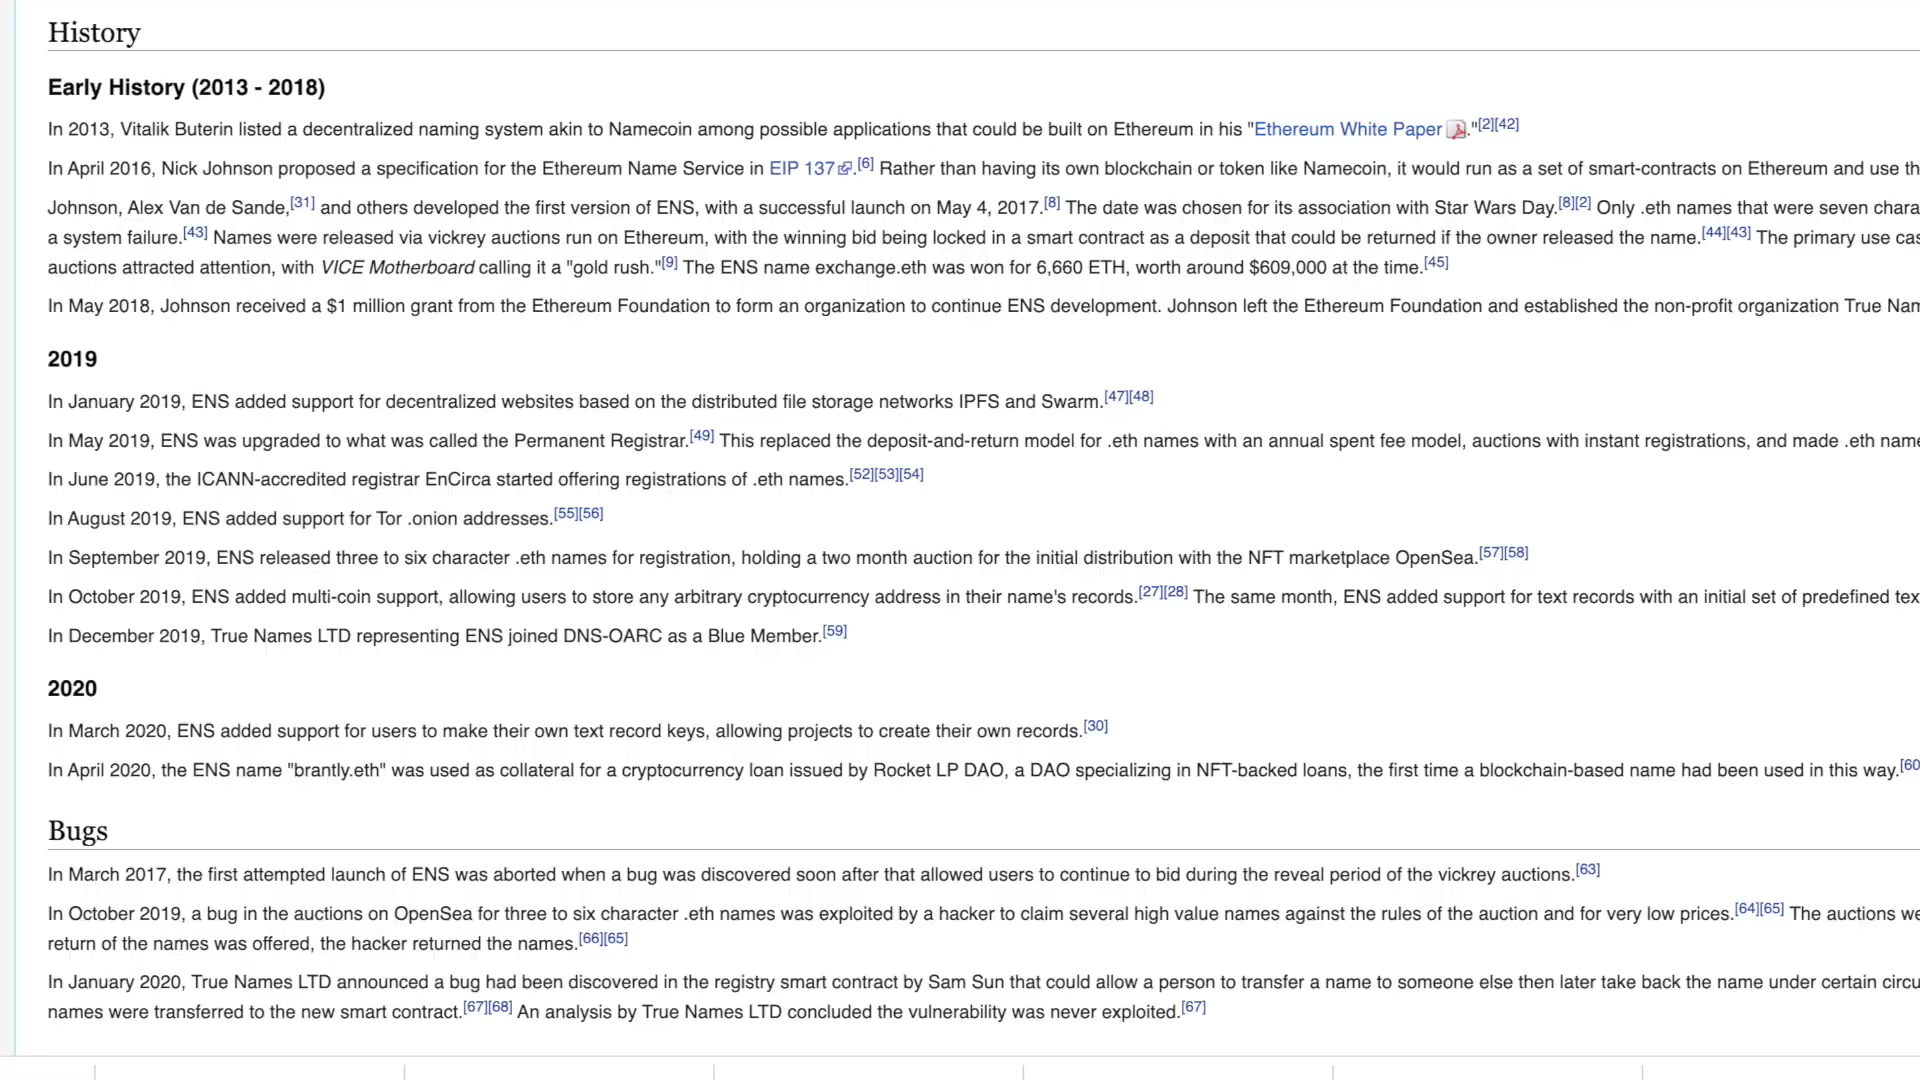 History
Early History (2013 - 2018)
In 2013, Vitalik Buterin listed a decentralized naming system akin to Namecoin among possible applications that could be built on Ethereum in his "Ethereum White Paper ."[2][42]
In April 2016, Nick Johnson proposed a specification for the Ethereum Name Service in EIP 137.[6] Rather than having its own blockchain or token like Namecoin, it would run as a set of smart-contracts on Ethereum and use th
Johnson, Alex Van de Sande,[31] and others developed the first version of ENS, with a successful launch on May 4, 2017.[8] The date was chosen for its association with Star Wars Day.[8][2] Only .eth names that were seven chara
a system failure.[43] Names were released via vickrey auctions run on Ethereum, with the winning bid being locked in a smart contract as a deposit that could be returned if the owner released the name.[44][43] The primary use cas
auctions attracted attention, with VICE Motherboard calling it a "gold rush."[9] The ENS name exchange.eth was won for 6,660 ETH, worth around $609,000 at the time.[45]
In May 2018, Johnson received a $1 million grant from the Ethereum Foundation to form an organization to continue ENS development. Johnson left the Ethereum Foundation and established the non-profit organization True Nam
2019
In January 2019, ENS added support for decentralized websites based on the distributed file storage networks IPFS and Swarm.[47][48]
In May 2019, ENS was upgraded to what was called the Permanent Registrar.[49] This replaced the deposit-and-return model for .eth names with an annual spent fee model, auctions with instant registrations, and made .eth name
In June 2019, the ICANN-accredited registrar EnCirca started offering registrations of .eth names.[52][53][54]
In August 2019, ENS added support for Tor .onion addresses.[55][56]
In September 2019, ENS released three to six character .eth names for registration, holding a two month auction for the initial distribution with the NFT marketplace OpenSea.[57][58]
In October 2019, ENS added multi-coin support, allowing users to store any arbitrary cryptocurrency address in their name's records.[27][28] The same month, ENS added support for text records with an initial set of predefined tex
In December 2019, True Names LTD representing ENS joined DNS-OARC as a Blue Member.[59]
2020
In March 2020, ENS added support for users to make their own text record keys, allowing projects to create their own records.[30]
In April 2020, the ENS name "brantly.eth" was used as collateral for a cryptocurrency loan issued by Rocket LP DAO, a DAO specializing in NFT-backed loans, the first time a blockchain-based name had been used in this way.[60
Bugs
In March 2017, the first attempted launch of ENS was aborted when a bug was discovered soon after that allowed users to continue to bid during the reveal period of the vickrey auctions.[63]
In October 2019, a bug in the auctions on OpenSea for three to six character .eth names was exploited by a hacker to claim several high value names against the rules of the auction and for very low prices.[64][65] The auctions we
return of the names was offered, the hacker returned the names.[66][65]
In January 2020, True Names LTD announced a bug had been discovered in the registry smart contract by Sam Sun that could allow a person to transfer a name to someone else then later take back the name under certain circu
names were transferred to the new smart contract.[67][68] An analysis by True Names LTD concluded the vulnerability was never exploited.[67]